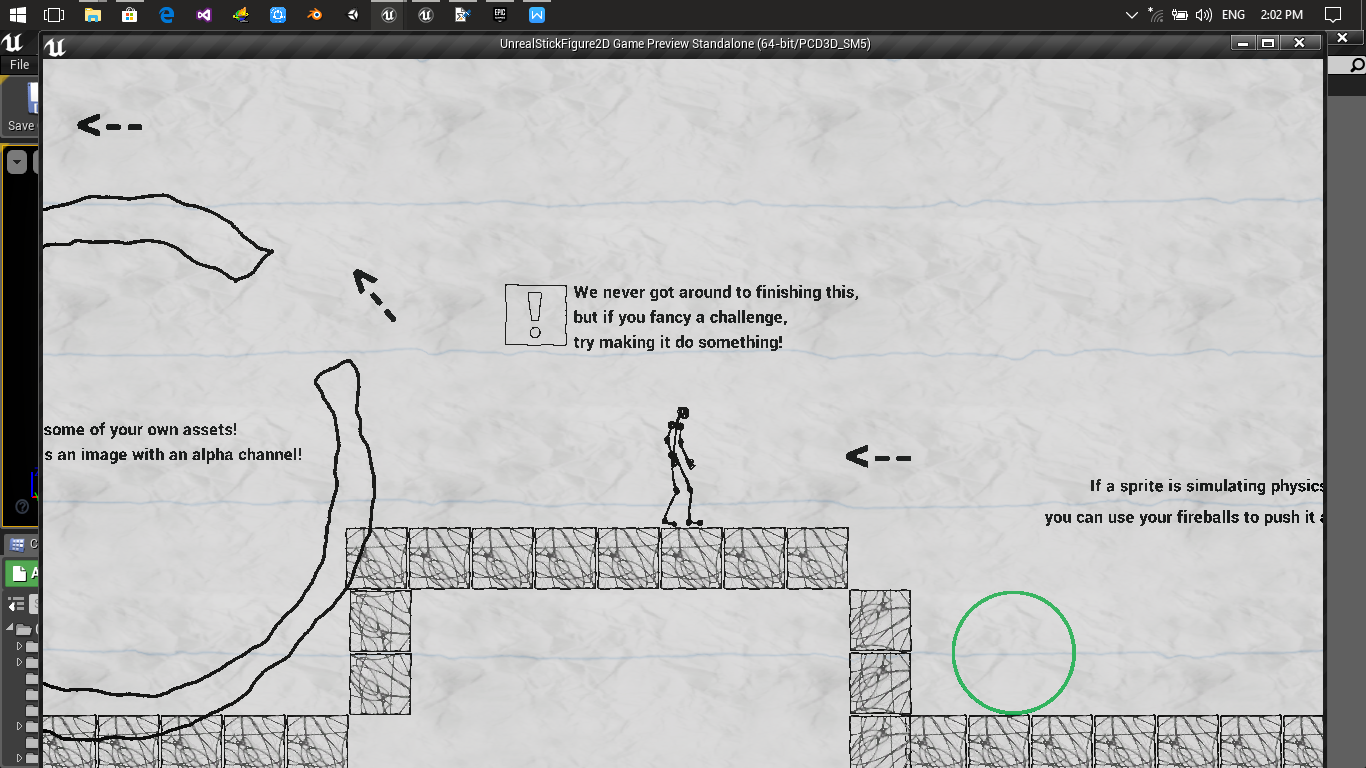 ENG
2:02 PM
UnrealStickFigure2D Game Preview Standalone (64-bit/PCD3D_SM5)
File
Save
We never got around to finishing this,
but if you fancy a challenge,
try making it do something!
some of your own assets!
s an image with an alpha channel!
If a sprite is simulating physics
you can use your fireballs to push it a